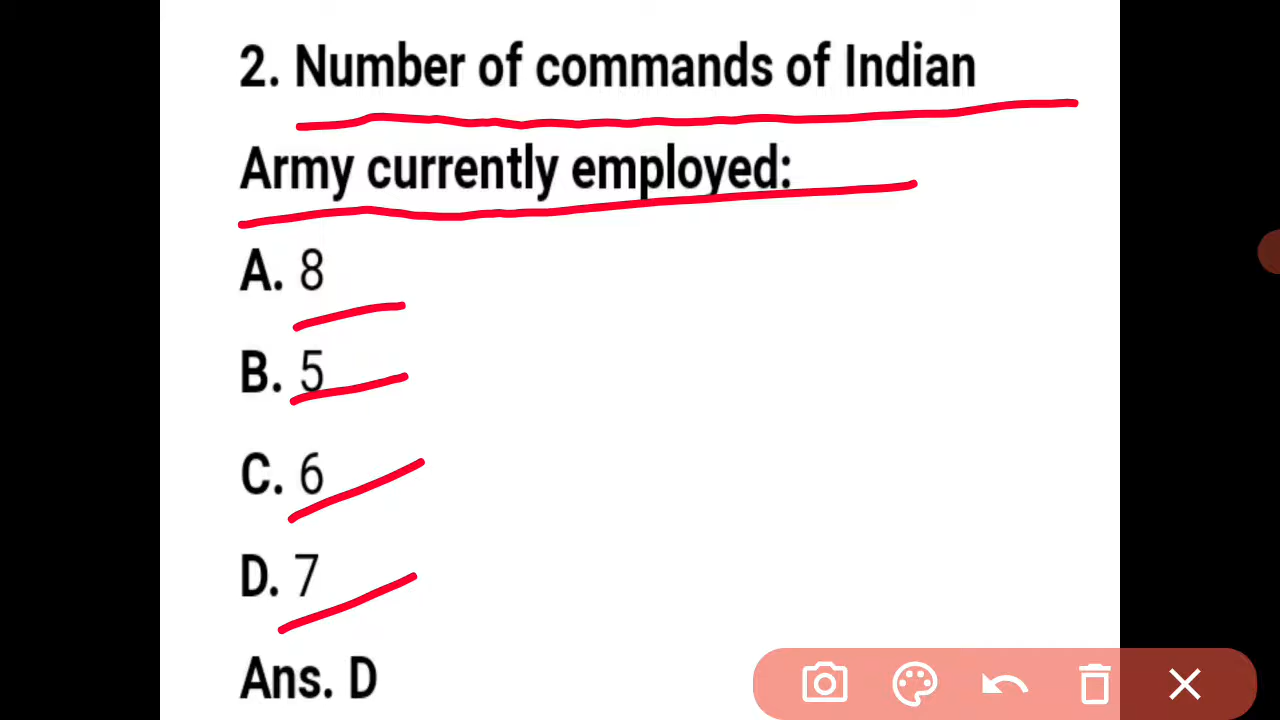 2. Number of commands of Indian
Army currently employed:
A. 8
B. 5
C. 6
D. 7
Ans. D